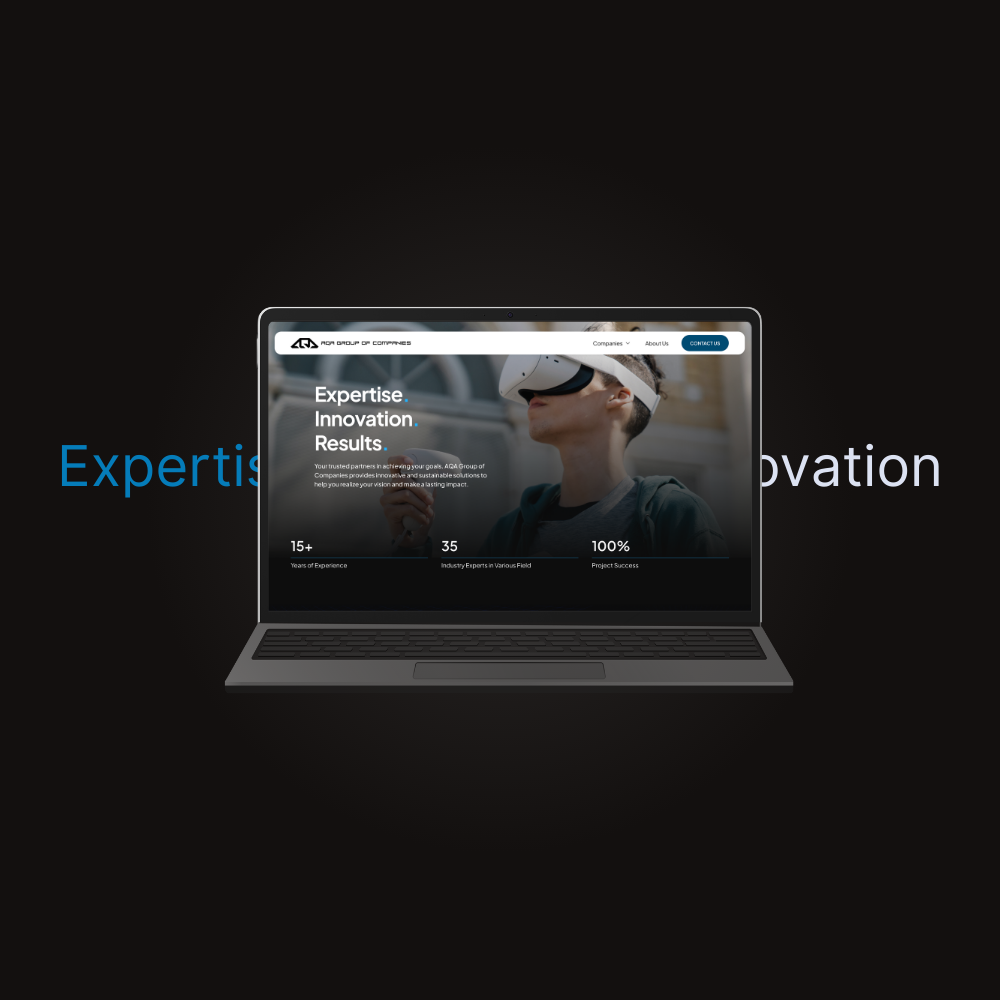 AQA GROUP OF COMPANIES
Companies
About Us
CONTACT US
Expertise.
Innovation.
Results.
Expertis
ovation
Your trusted partners in achieving your goals. AQA Group of
Companies provides innovative and sustainable solutions to
help you realize your vision and make a lasting impact.
15+
35
100%
Years of Experience
Industry Experts in Various Field
Project Success